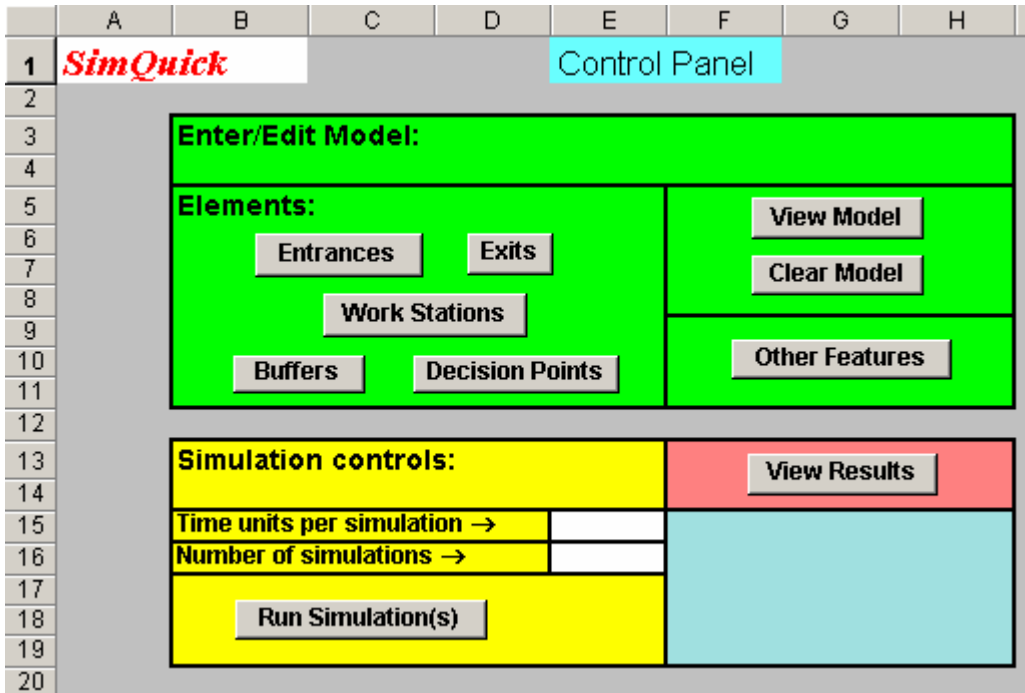 A B C D E F G H
1 SimQuick Control Panel
2
3 Enter/Edit Model:
4
5 Elements: View Model
6 Entrances Exits
7 Clear Model
8 Work Stations
9
10 Buffers Decision Points Other Features
11
12
13 Simulation controls: View Results
14
15 Time units per simulation →
16 Number of simulations →
17
18 Run Simulation(s)
19
20